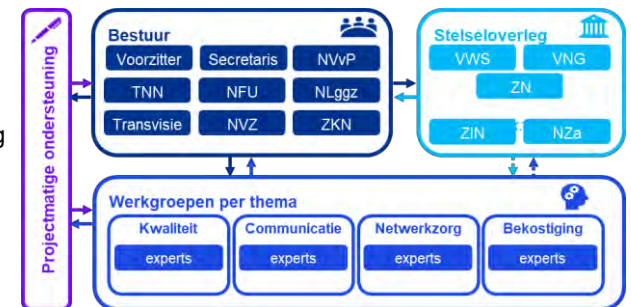 g
Projectmatige ondersteuning
Bestuur
Voorzitter Secretaris NVvP
TNN NFU NLggz
Transvisie NVZ ZKN
Stelseloverleg
VWS VNG
ZN
ZIN NZa
Werkgroepen per thema
Kwaliteit Communicatie Netwerkzorg Bekostiging
experts experts experts experts